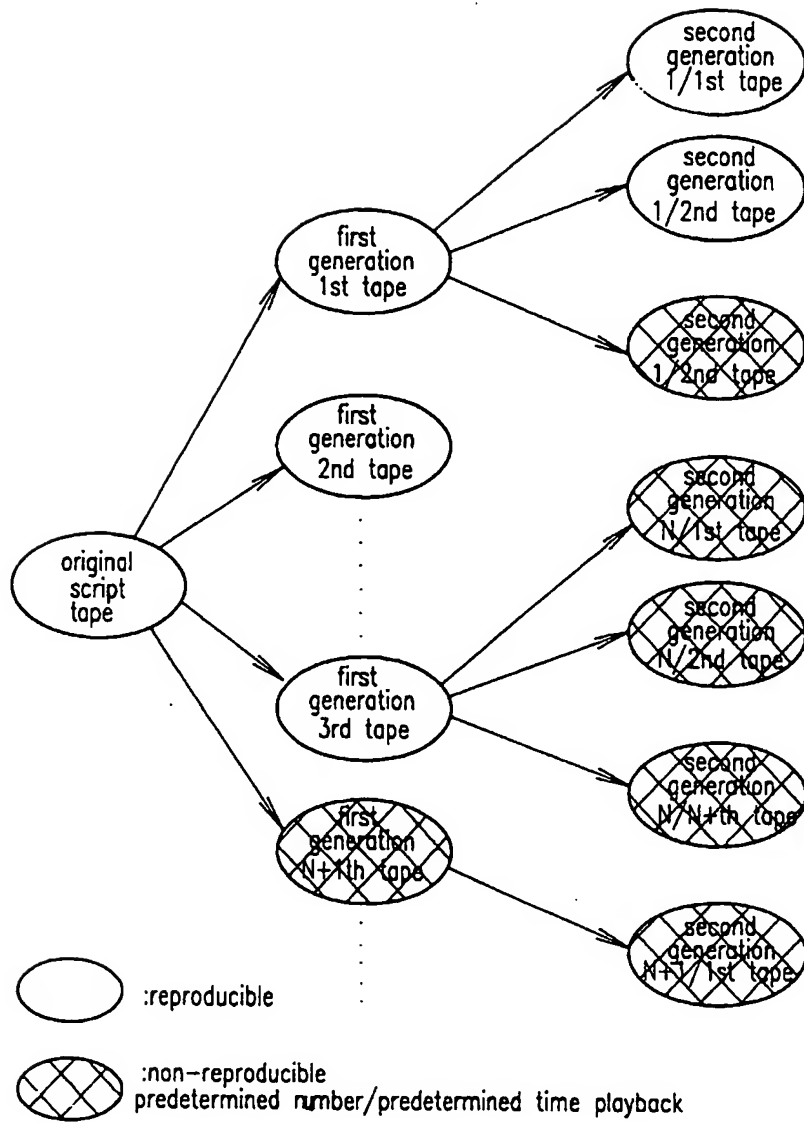 second
generation
1/1st tape
second
generation
1/2nd tape
first
generation
1st tape
second
generation
1/2nd tape
first
generation
2nd tape
second
generation
N/1st tape
original
script
tape
second
generation
N/2nd tape
first
generation
3rd tape
second
generation
N/N+th tape
first
generation
N+1th tape
second
generation
N+1/1st tape
:reproducible
:non-reproducible
predetermined number/predetermined time playback